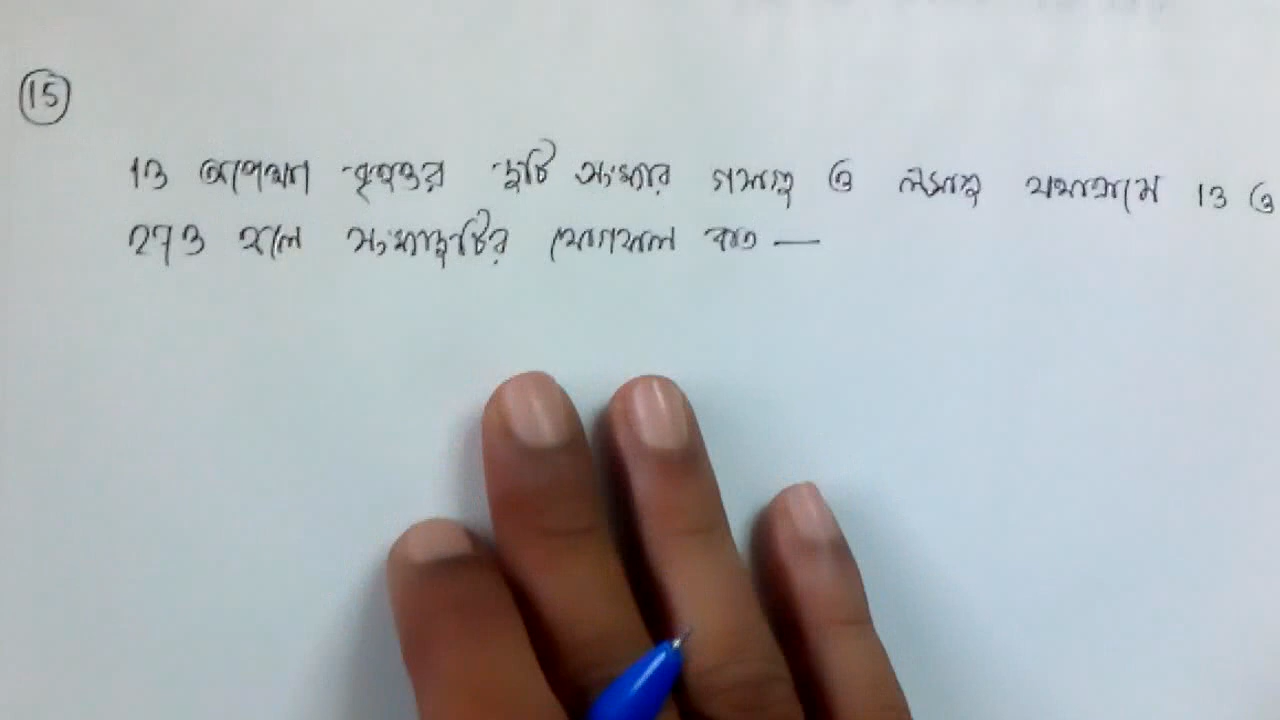 15
13 অপেক্ষা বৃহত্তর দুটি সংখ্যার গসাগু ও লসাগু যথাক্রমে 13 ও
273 হলে সংখ্যাদুটির যোগফল কত —